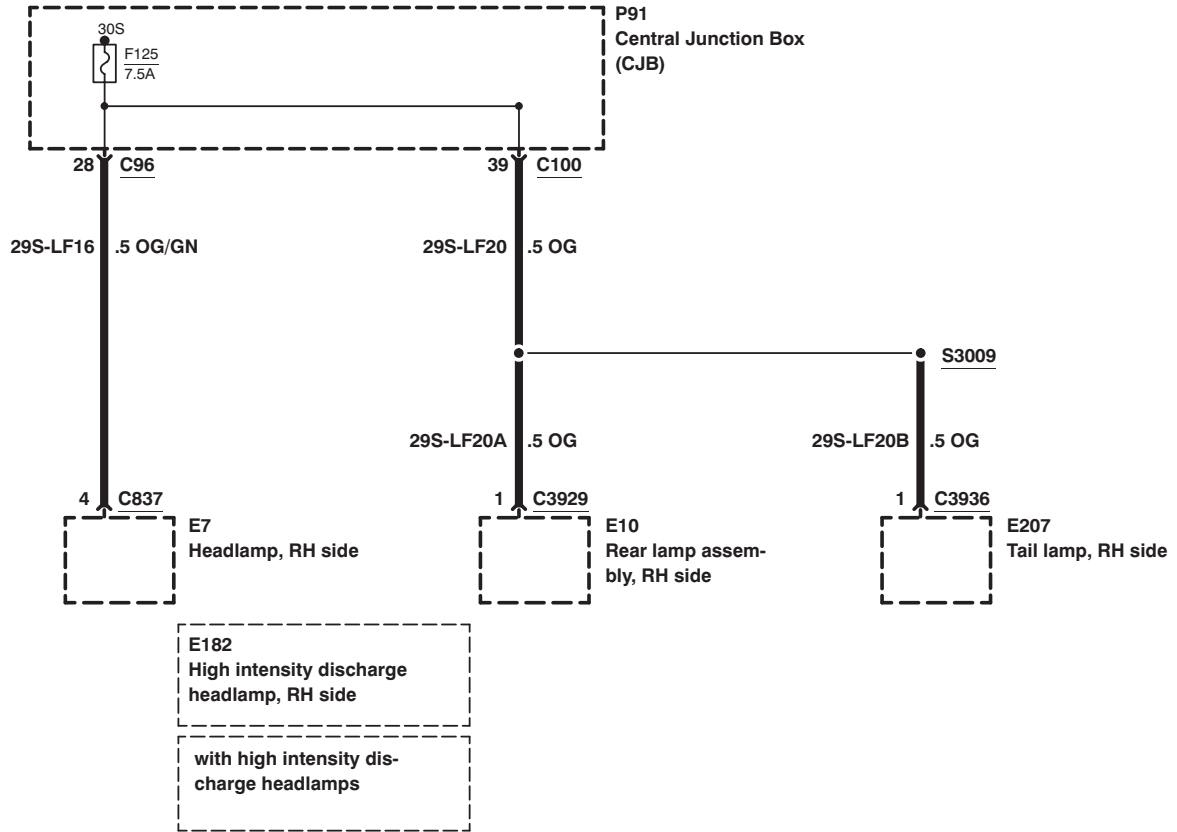 P91
Central Junction Box
(CJB)
30S
F125
7.5A
28 C96
39 C100
29S-LF16 .5 OG/GN
29S-LF20 .5 OG
S3009
29S-LF20A .5 OG
29S-LF20B .5 OG
4 C837
1 C3929
1 C3936
E7
Headlamp, RH side
E10
Rear lamp assem-
bly, RH side
E207
Tail lamp, RH side
E182
High intensity discharge
headlamp, RH side
with high intensity dis-
charge headlamps